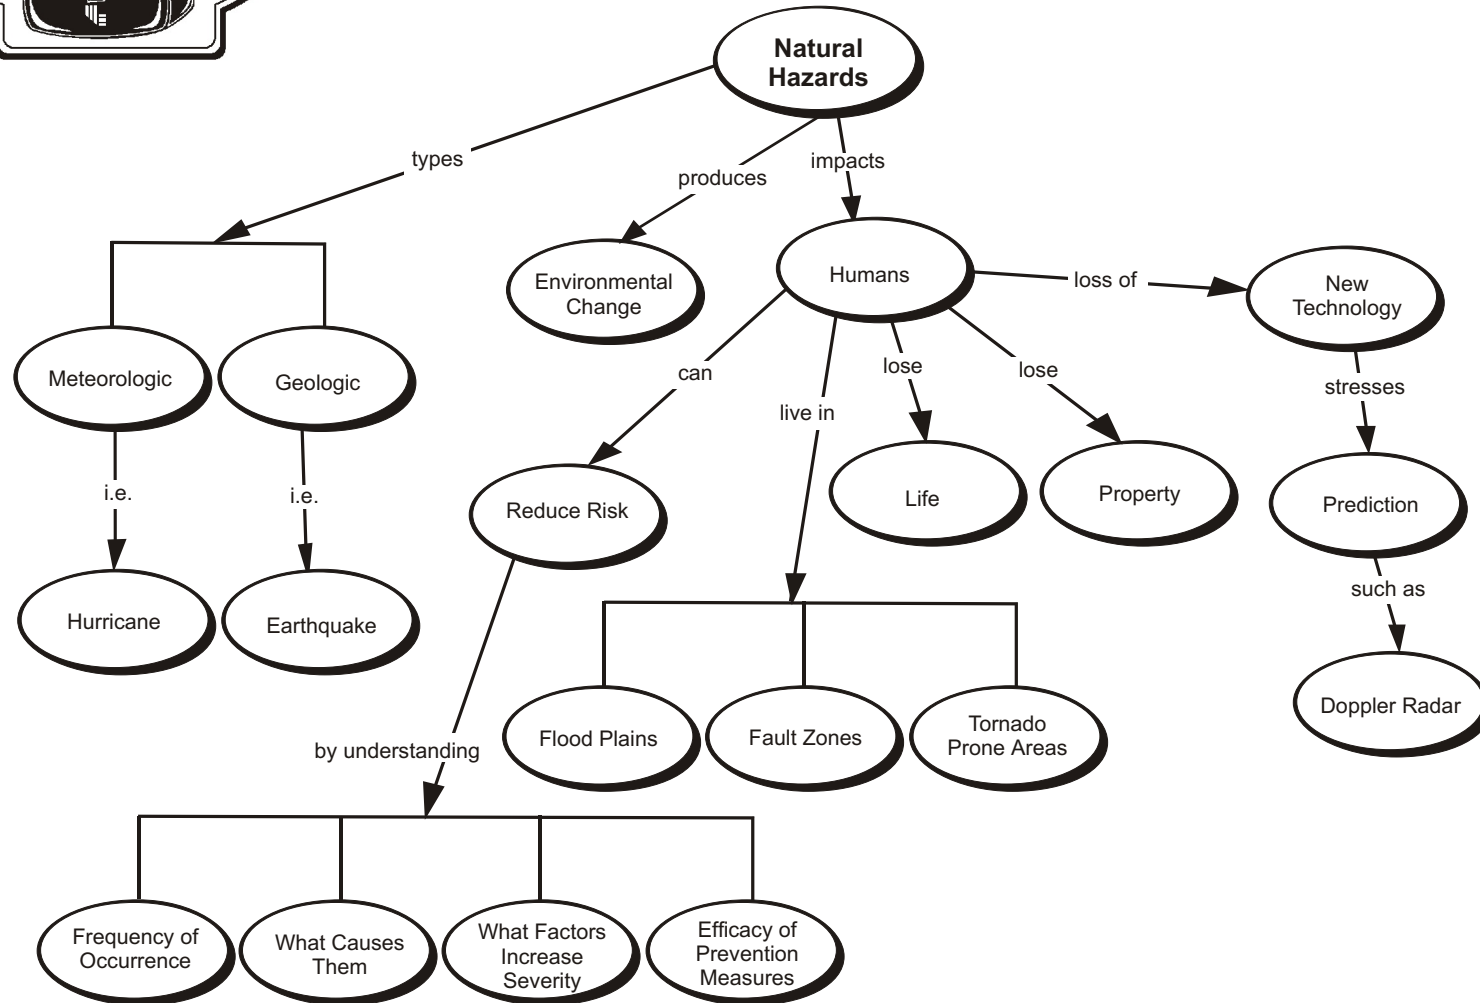 Natural
Hazards
types
produces
impacts
Environmental
Change
Humans
loss of
New
Technology
Meteorologic
Geologic
can
live in
lose
lose
stresses
i.e.
i.e.
Reduce Risk
Life
Property
Prediction
Hurricane
Earthquake
such as
by understanding
Flood Plains
Fault Zones
Tornado
Prone Areas
Doppler Radar
Frequency of
Occurrence
What Causes
Them
What Factors
Increase
Severity
Efficacy of
Prevention
Measures